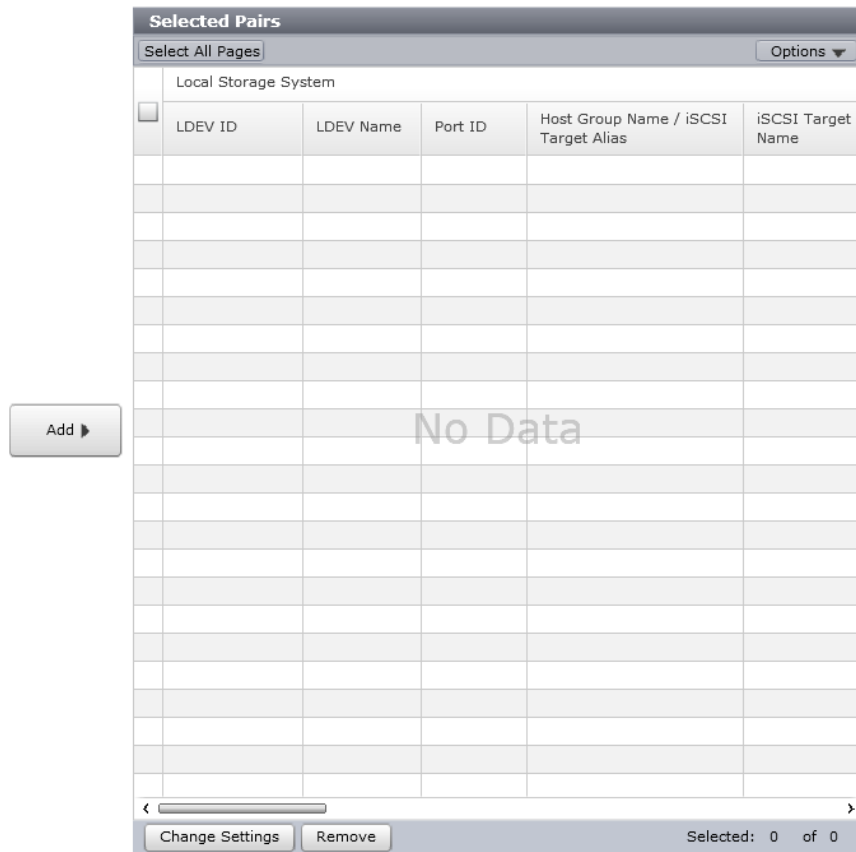 Selected Pairs
Select All Pages
Options
Local Storage System
LDEV ID
LDEV Name
Port ID
Host Group Name / iSCSI
Target Alias
iSCSI Target
Name
Add
No Data
Change Settings
Remove
Selected: 0 of 0